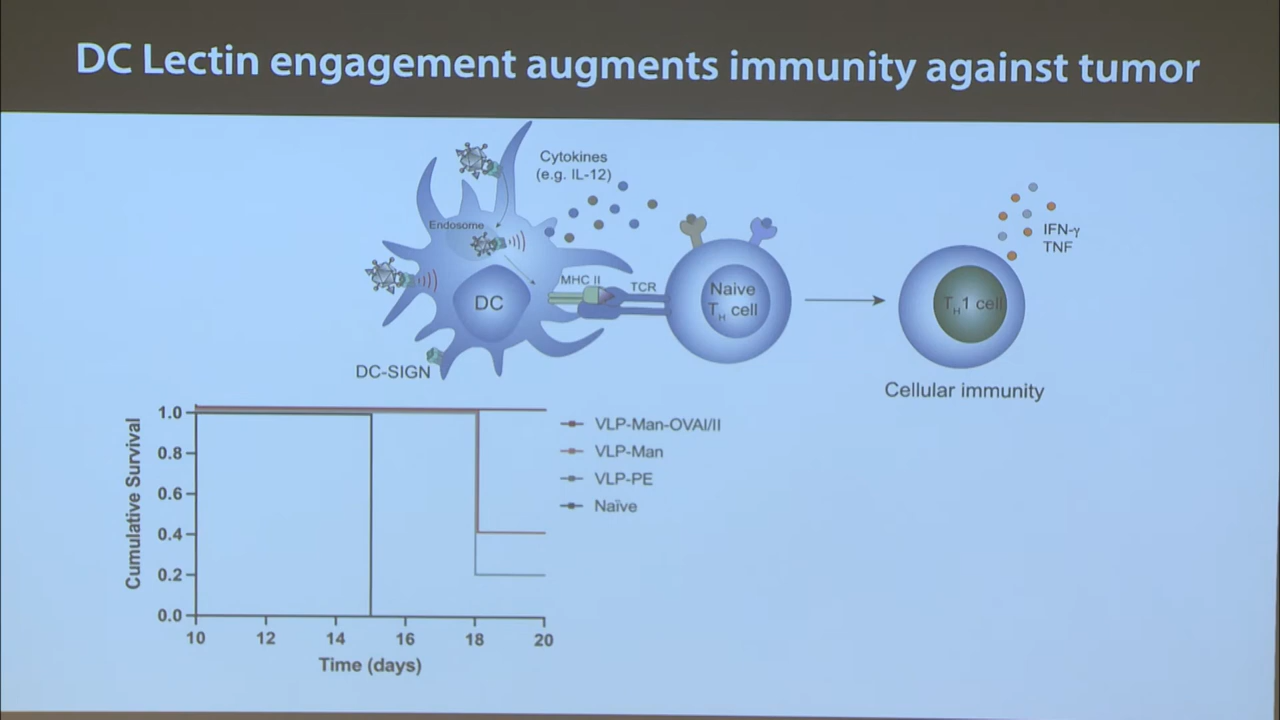 DC Lectin engagement augments immunity against tumor
Cytokines
(e.g. IL-12)
Endosome
MHC II
TCR
DC
Naive
TH cell
TH1 cell
IFN-γ
TNF
DC-SIGN
Cellular immunity
Cumulative Survival
1.0
0.8
0.6
0.4
0.2
0.0
10 12 14 16 18 20
Time (days)
VLP-Man-OVAI/II
VLP-Man
VLP-PE
Naïve